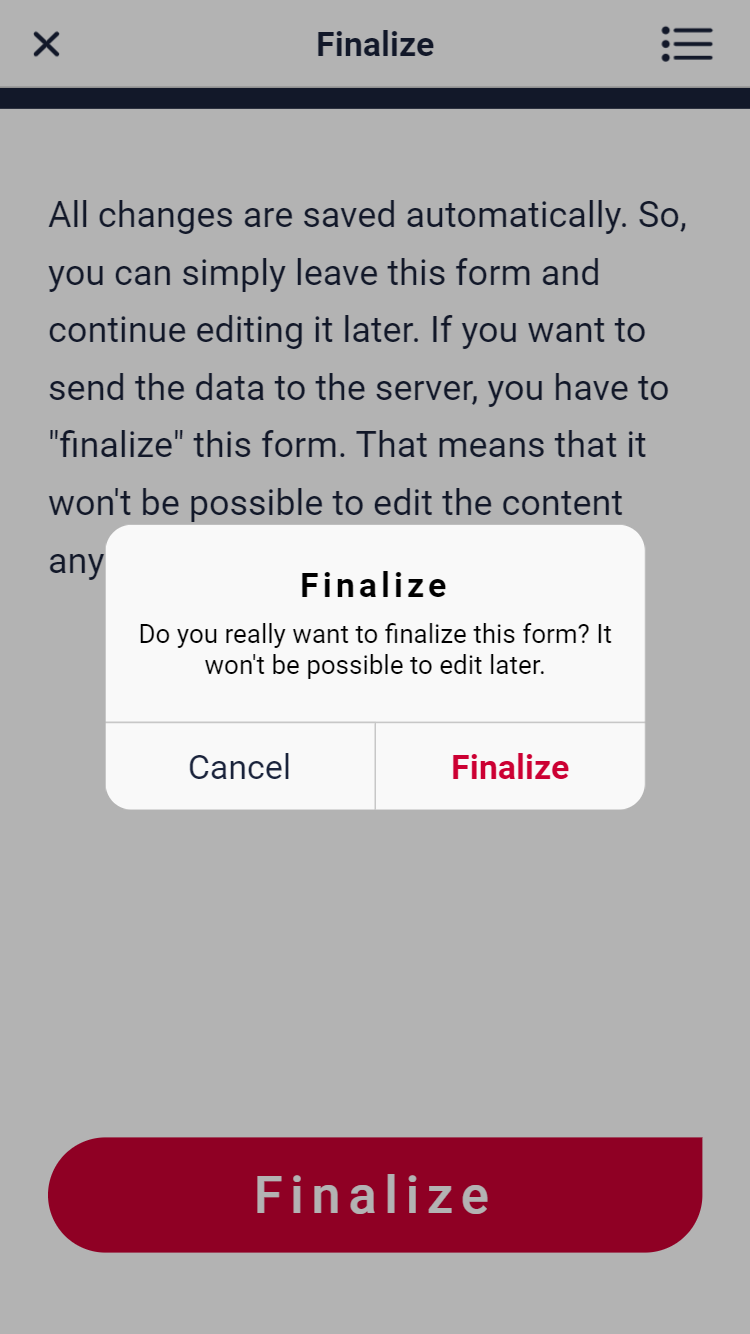 Finalize
All changes are saved automatically. So,
you can simply leave this form and
continue editing it later. If you want to
send the data to the server, you have to
"finalize" this form. That means that it
won't be possible to edit the content
any
Finalize
Do you really want to finalize this form? It
won't be possible to edit later.
Cancel
Finalize
Finalize